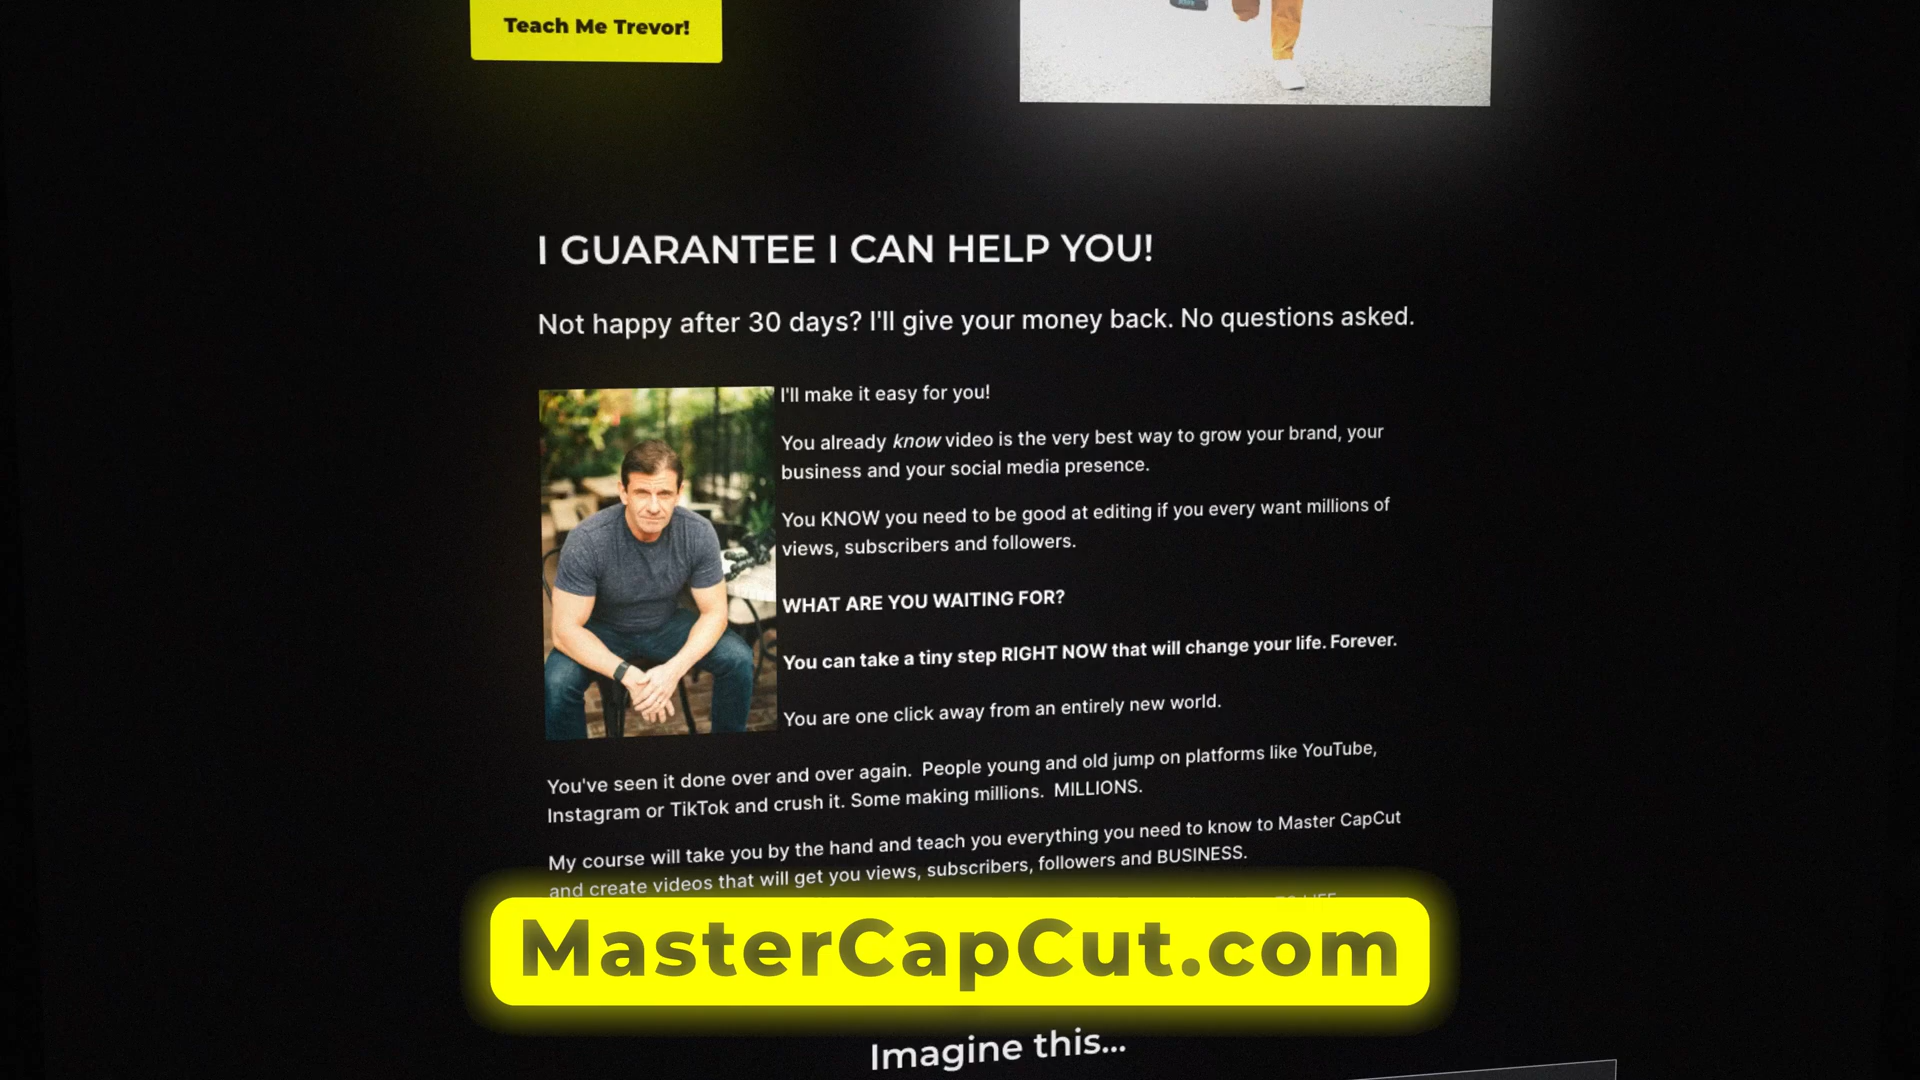 Teach Me Trevor!
I GUARANTEE I CAN HELP YOU!
Not happy after 30 days? I'll give your money back. No questions asked.
I'll make it easy for you!
You already know video is the very best way to grow your brand, your
business and your social media presence.
You KNOW you need to be good at editing if you every want millions of
views, subscribers and followers.
WHAT ARE YOU WAITING FOR?
You can take a tiny step RIGHT NOW that will change your life. Forever.
You are one click away from an entirely new world.
You've seen it done over and over again. People young and old jump on platforms like YouTube,
Instagram or TikTok and crush it. Some making millions. MILLIONS.
My course will take you by the hand and teach you everything you need to know to Master CapCut
and create videos that will get you views, subscribers, followers and BUSINESS.
MasterCapCut.com
Imagine this...